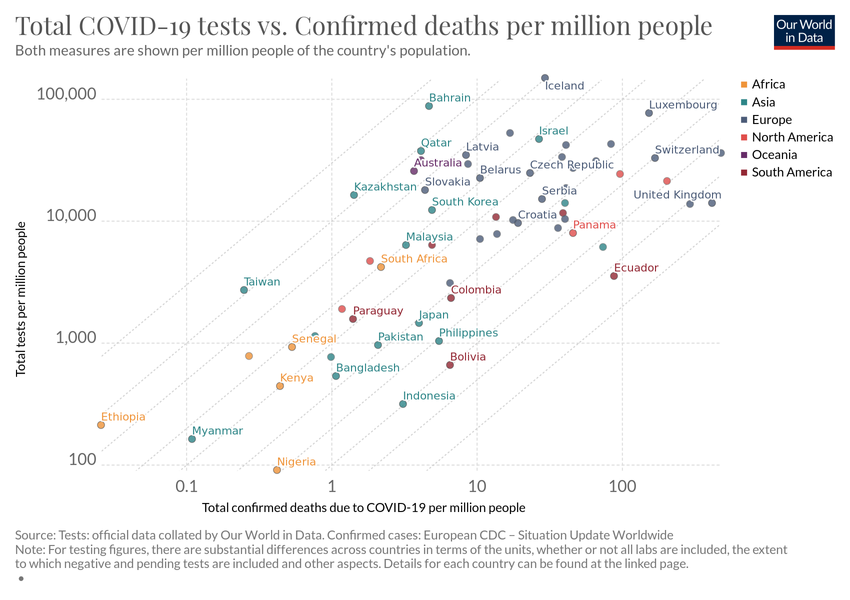 Total COVID-19 tests vs. Confirmed deaths per million people
Both measures are shown per million people of the country's population.
Our World
in Data
Africa
Asia
Europe
North America
Oceania
South America
Total tests per million people
100,000
10,000
1,000
100
Iceland
Bahrain
Luxembourg
Israel
Qatar
Latvia
Switzerland
Australia
Belarus
Czech Republic
Kazakhstan
Slovakia
Serbia
United Kingdom
South Korea
Croatia
Panama
Malaysia
South Africa
Ecuador
Taiwan
Colombia
Paraguay
Japan
Senegal
Pakistan
Philippines
Bolivia
Bangladesh
Kenya
Indonesia
Ethiopia
Myanmar
Nigeria
0.1
1
10
100
Total confirmed deaths due to COVID-19 per million people
Source: Tests: official data collated by Our World in Data. Confirmed cases: European CDC – Situation Update Worldwide
Note: For testing figures, there are substantial differences across countries in terms of the units, whether or not all labs are included, the extent
to which negative and pending tests are included and other aspects. Details for each country can be found at the linked page.